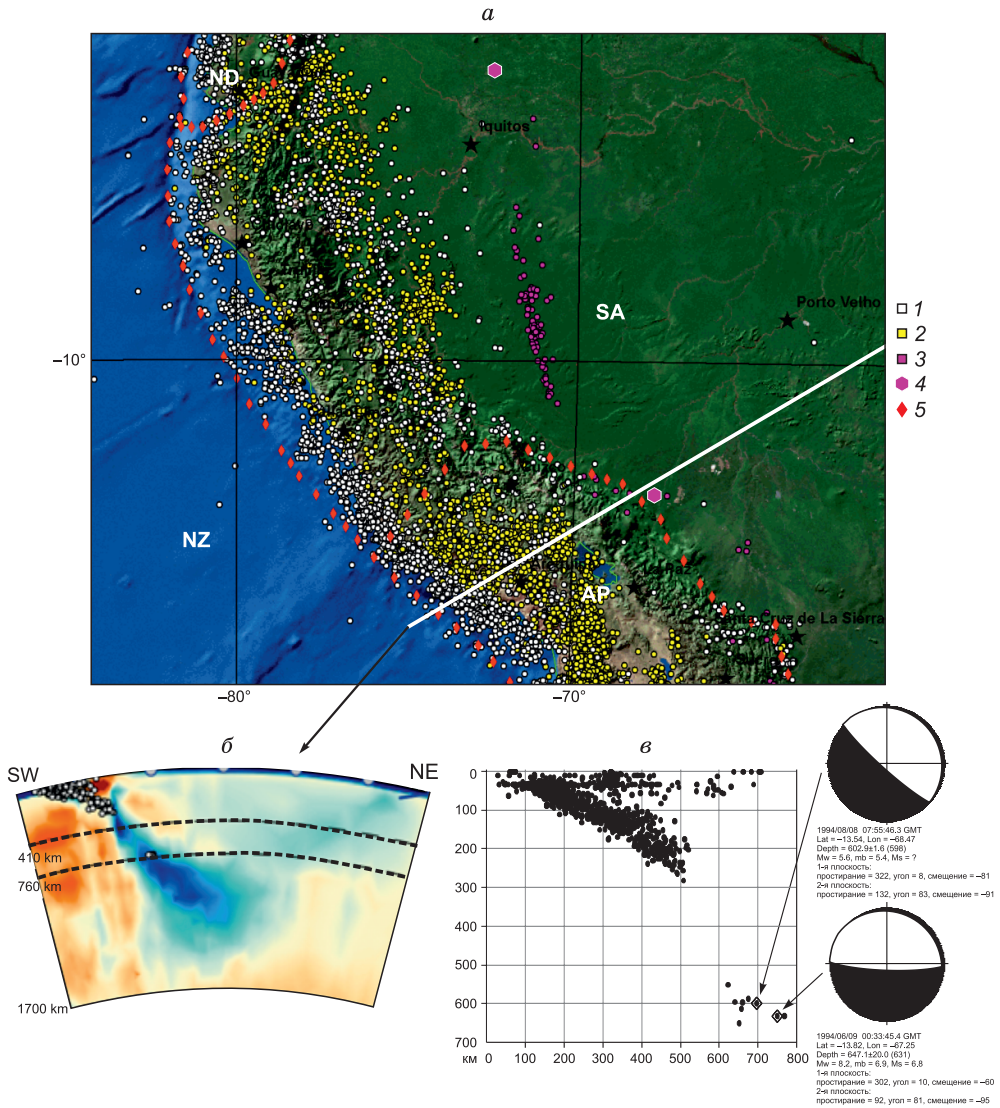 а
ND
Iquitos
SA
Porto Velho
1
2
3
4
5
–10°
NZ
AP
Santa Cruz de La Sierra
–80°
–70°
б
SW
NE
410 km
760 km
1700 km
в
0
100
200
300
400
500
600
700
км
0 100 200 300 400 500 600 700 800
1994/08/08 07:55:46.3 GMT
Lat = –13.54, Lon = –68.47
Depth = 602.9±1.6 (598)
Mw = 5.6, mb = 5.4, Ms = ?
1-я плоскость:
простирание = 322, угол = 8, смещение = –81
2-я плоскость:
простирание = 132, угол = 83, смещение = –91
1994/06/09 00:33:45.4 GMT
Lat = –13.82, Lon = –67.25
Depth = 647.1±20.0 (631)
Mw = 8.2, mb = 6.9, Ms = 6.8
1-я плоскость:
простирание = 302, угол = 10, смещение = –60
2-я плоскость:
простирание = 92, угол = 81, смещение = –95